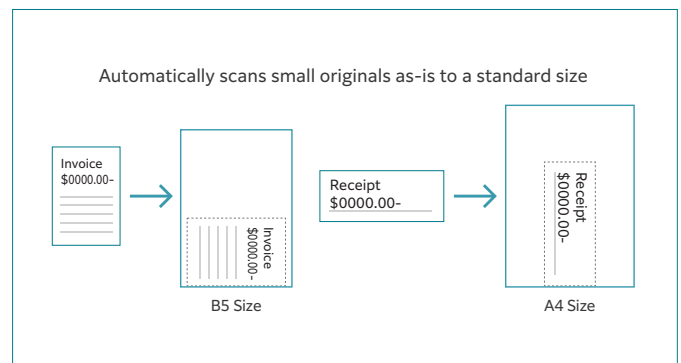 Automatically scans small originals as-is to a standard size
Invoice
$0000.00-
Invoice
$0000.00-
B5 Size
Receipt
$0000.00-
Receipt
$0000.00-
A4 Size